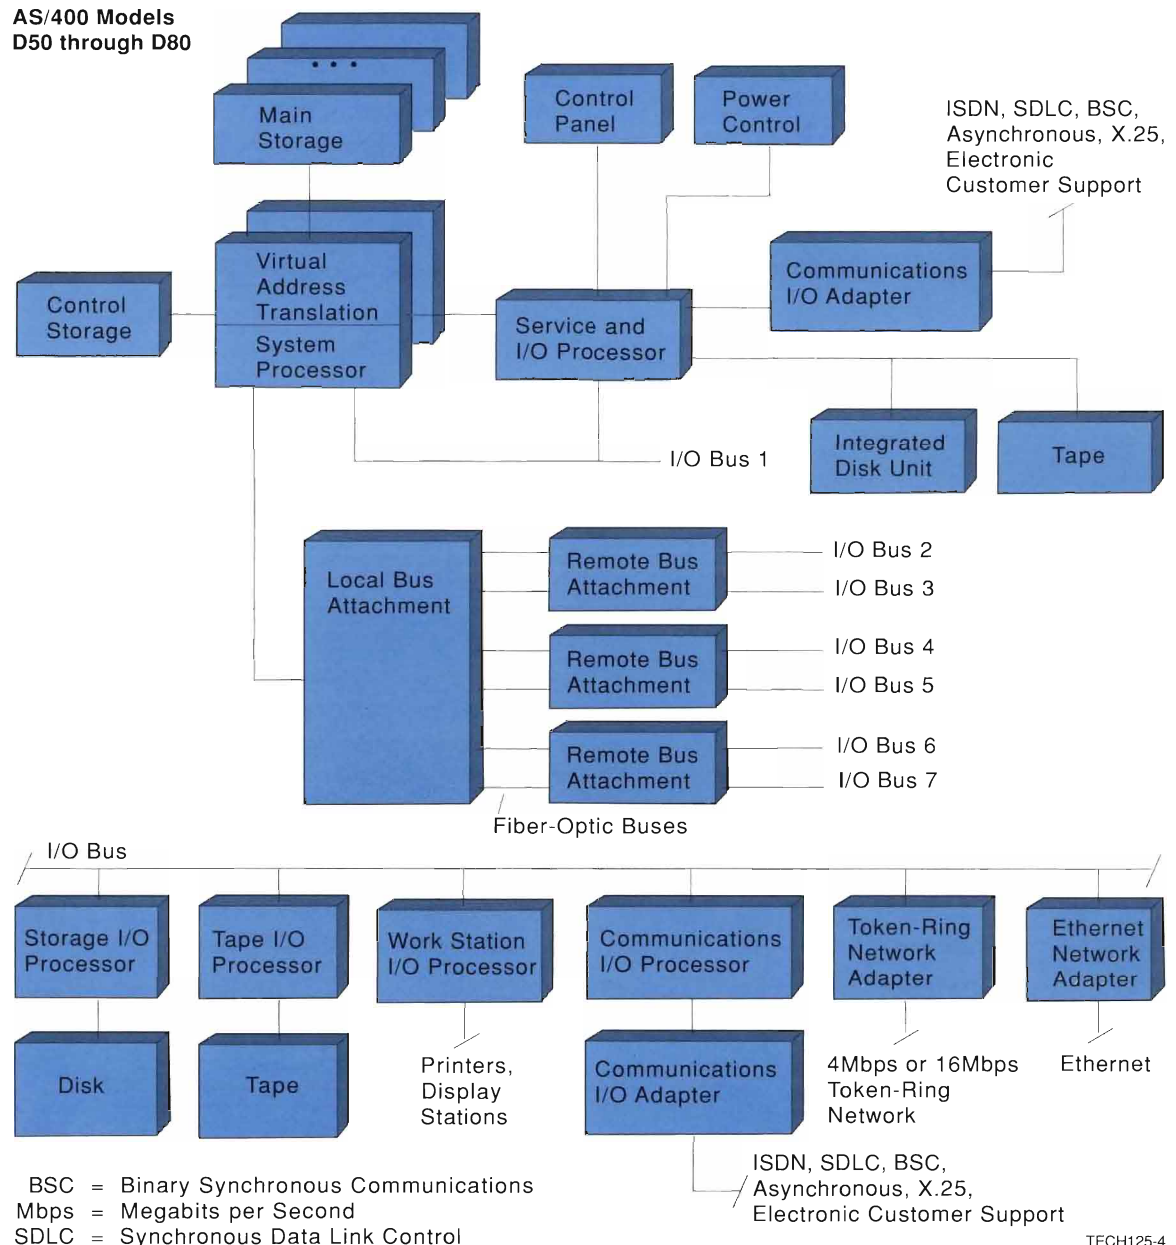 AS/400 Models
D50 through D80
Main
Storage
Control
Panel
Power
Control
ISDN, SDLC, BSC,
Asynchronous, X.25,
Electronic
Customer Support
Virtual
Address
Translation
System
Processor
Control
Storage
Service and
I/O Processor
Communications
I/O Adapter
Integrated
Disk Unit
Tape
I/O Bus 1
Local Bus
Attachment
Remote Bus
Attachment
I/O Bus 2
I/O Bus 3
Remote Bus
Attachment
I/O Bus 4
I/O Bus 5
Remote Bus
Attachment
I/O Bus 6
I/O Bus 7
Fiber-Optic Buses
I/O Bus
Storage I/O
Processor
Tape I/O
Processor
Work Station
I/O Processor
Communications
I/O Processor
Token-Ring
Network
Adapter
Ethernet
Network
Adapter
Disk
Tape
Printers,
Display
Stations
Communications
I/O Adapter
4Mbps or 16Mbps
Token-Ring
Network
Ethernet
ISDN, SDLC, BSC,
Asynchronous, X.25,
Electronic Customer Support
BSC = Binary Synchronous Communications
Mbps = Megabits per Second
SDLC = Synchronous Data Link Control
TECH125-4